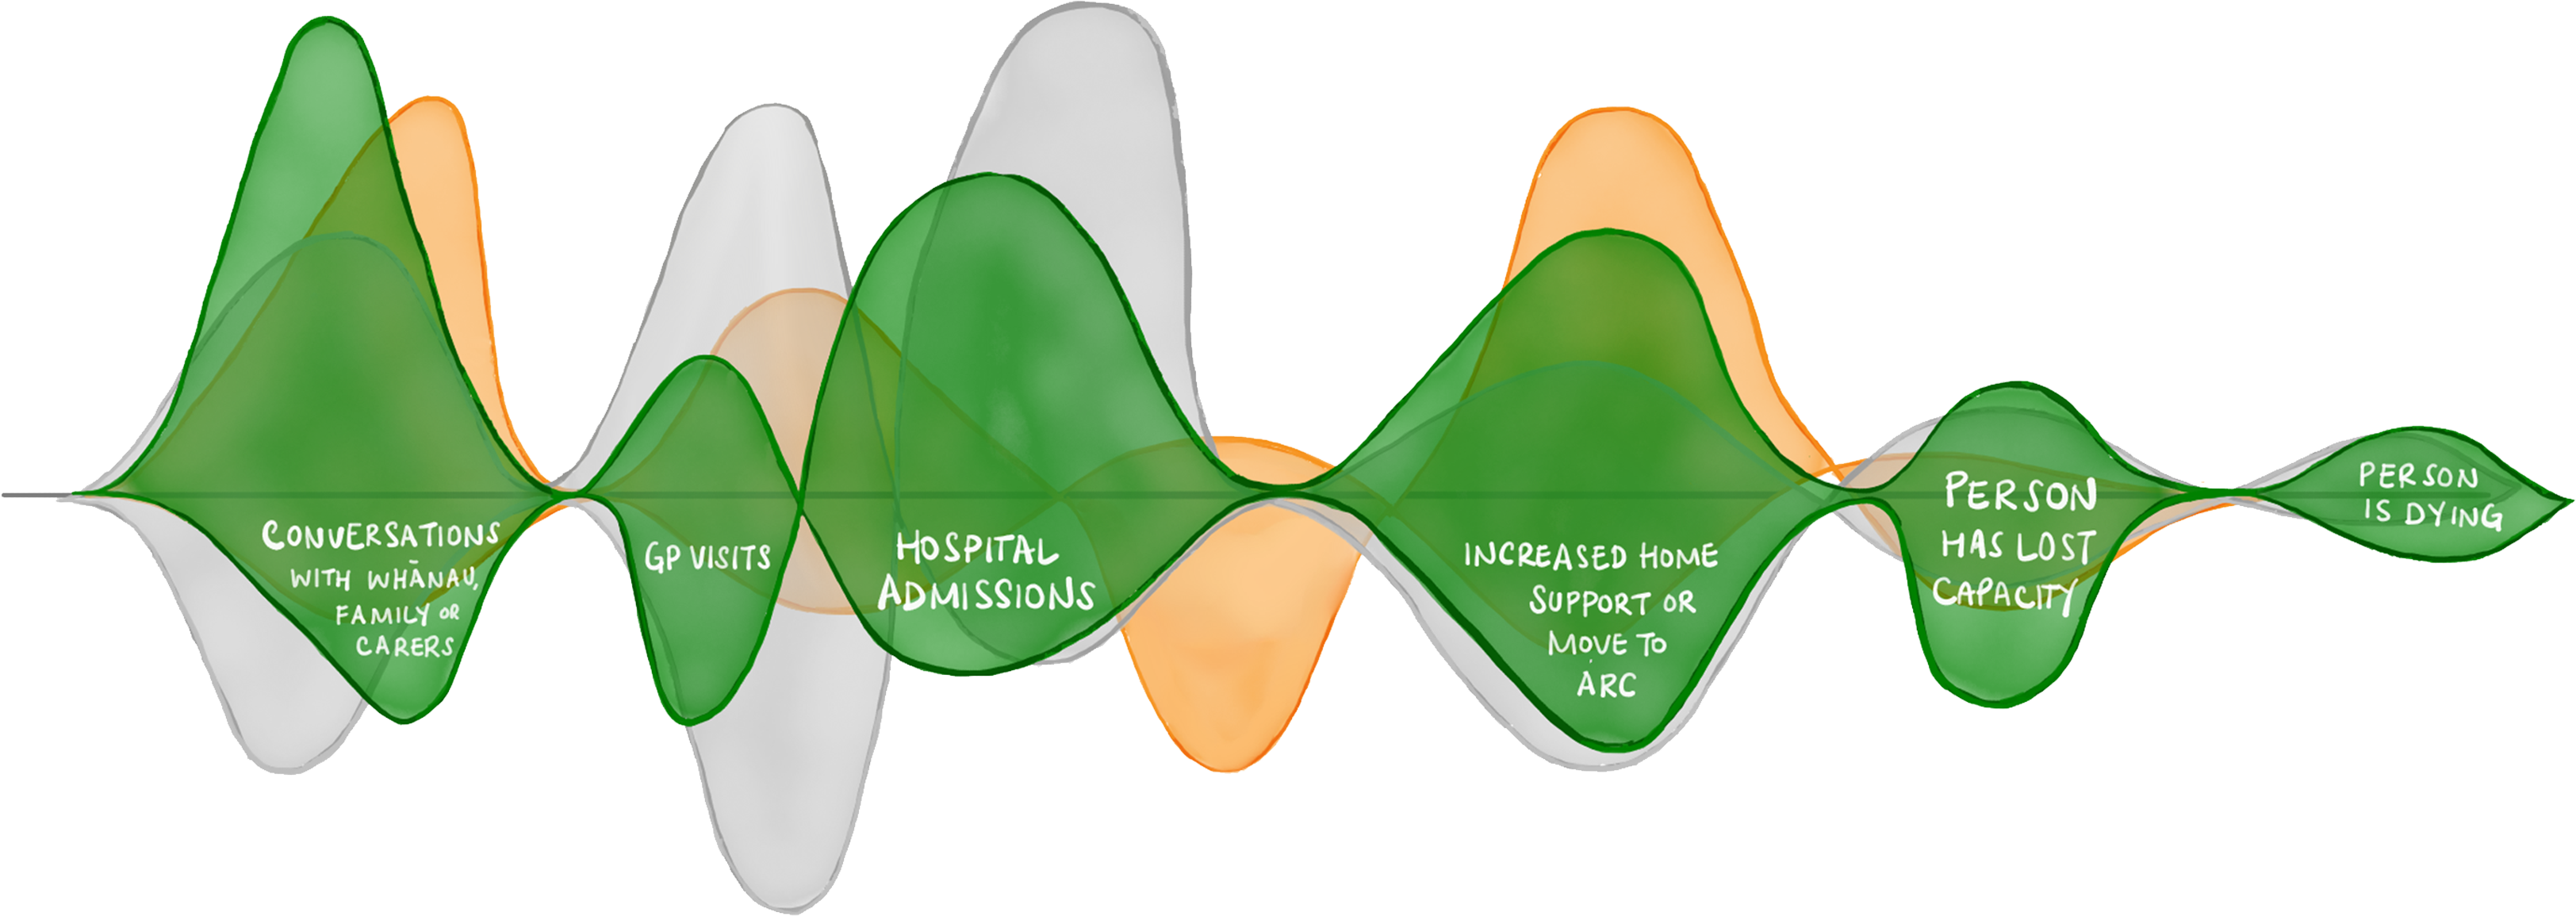 CONVERSATIONS
WITH WHĀNAU,
FAMILY OR
CARERS
GP VISITS
HOSPITAL
ADMISSIONS
INCREASED HOME
SUPPORT OR
MOVE TO
ARC
PERSON
HAS LOST
CAPACITY
PERSON
IS DYING